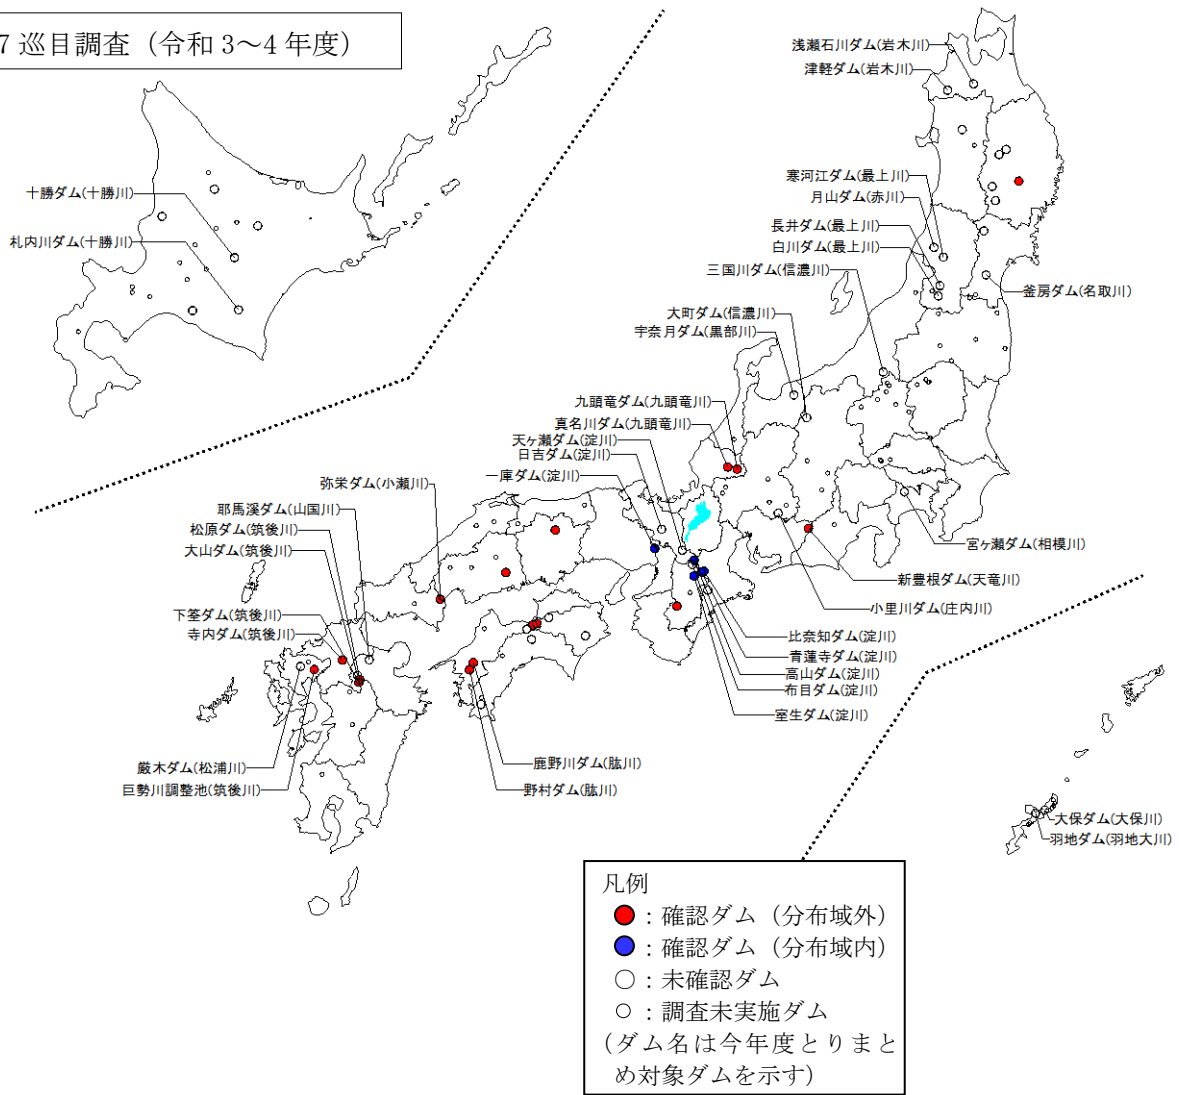 7 巡目調査（令和 3～4 年度）
浅瀬石川ダム(岩木川)
津軽ダム(岩木川)
十勝ダム(十勝川)
札内川ダム(十勝川)
寒河江ダム(最上川)
月山ダム(赤川)
長井ダム(最上川)
白川ダム(最上川)
三国川ダム(信濃川)
釜房ダム(名取川)
大町ダム(信濃川)
宇奈月ダム(黒部川)
九頭竜ダム(九頭竜川)
真名川ダム(九頭竜川)
天ヶ瀬ダム(淀川)
日吉ダム(淀川)
一庫ダム(淀川)
弥栄ダム(小瀬川)
耶馬溪ダム(山国川)
松原ダム(筑後川)
大山ダム(筑後川)
下筌ダム(筑後川)
寺内ダム(筑後川)
宮ヶ瀬ダム(相模川)
新豊根ダム(天竜川)
小里川ダム(庄内川)
比奈知ダム(淀川)
青蓮寺ダム(淀川)
高山ダム(淀川)
布目ダム(淀川)
室生ダム(淀川)
厳木ダム(松浦川)
巨勢川調整池(筑後川)
鹿野川ダム(肱川)
野村ダム(肱川)
大保ダム(大保川)
羽地ダム(羽地大川)
凡例
：確認ダム（分布域外）
：確認ダム（分布域内）
：未確認ダム
：調査未実施ダム
（ダム名は今年度とりまと
め対象ダムを示す）